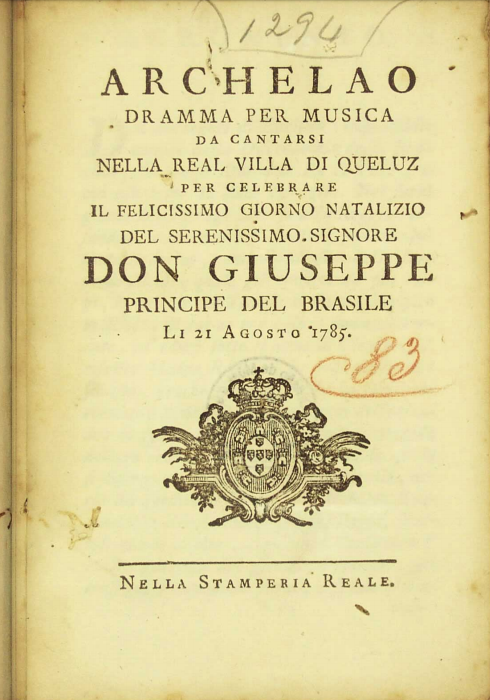 1294
ARCHELAO
DRAMMA PER MUSICA
DA CANTARSI
NELLA REAL VILLA DI QUELUZ
PER CELEBRARE
IL FELICISSIMO GIORNO NATALIZIO
DEL SERENISSIMO SIGNORE
DON GIUSEPPE
PRINCIPE DEL BRASILE
LI 21 AGOSTO 1785.
83
NELLA STAMPERIA REALE.